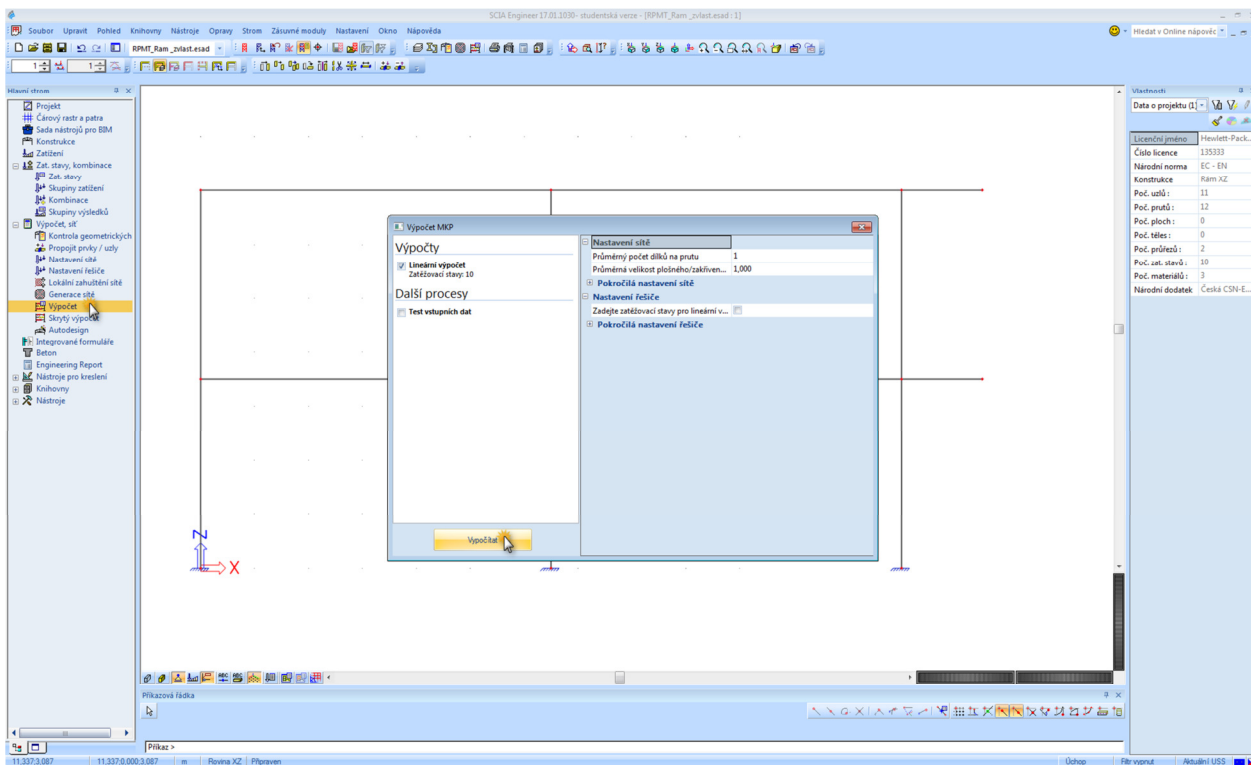 SCIA Engineer 17.01.1030- studentská verze - [RPMT_Ram _zvlast.esad : 1]
Soubor Upravit Pohled Knihovny Nástroje Opravy Strom Zásuvné moduly Nastavení Okno Nápověda
Hledat v Online nápověc
RPMT_Ram _zvlast.esad
1
1
Hlavní strom
Projekt
Čárový rastr a patra
Sada nástrojů pro BIM
Konstrukce
Zatížení
Zat. stavy, kombinace
Zat. stavy
Skupiny zatížení
Kombinace
Skupiny výsledků
Výpočet, síť
Kontrola geometrických
Propojit prvky / uzly
Nastavení sítě
Nastavení řešiče
Lokální zahuštění sítě
Generace sítě
Výpočet
Skrytý výpočet
Autodesign
Integrované formuláře
Beton
Engineering Report
Nástroje pro kreslení
Knihovny
Nástroje
Výpočet MKP
Výpočty
Lineární výpočet
Zatěžovací stavy: 10
Další procesy
Test vstupních dat
Vypočítat
Nastavení sítě
Průměrný počet dílků na prutu 1
Průměrná velikost plošného/zakřiven... 1,000
Pokročilá nastavení sítě
Nastavení řešiče
Zadejte zatěžovací stavy pro lineární v...
Pokročilá nastavení řešiče
Z
X
Vlastnosti
Data o projektu (1)
Licenční jméno Hewlett-Pack...
Číslo licence 135333
Národní norma EC - EN
Konstrukce Rám XZ
Poč. uzlů : 11
Poč. prutů : 12
Poč. ploch : 0
Poč. těles : 0
Poč. průřezů : 2
Poč. zat. stavů : 10
Poč. materiálů : 3
Národní dodatek Česká CSN-E...
Příkazová řádka
Příkaz >
11.337;3.087 11.337;0.000;3.087 m Rovina XZ Připraven Úchop Filtr vypnut Aktuální USS